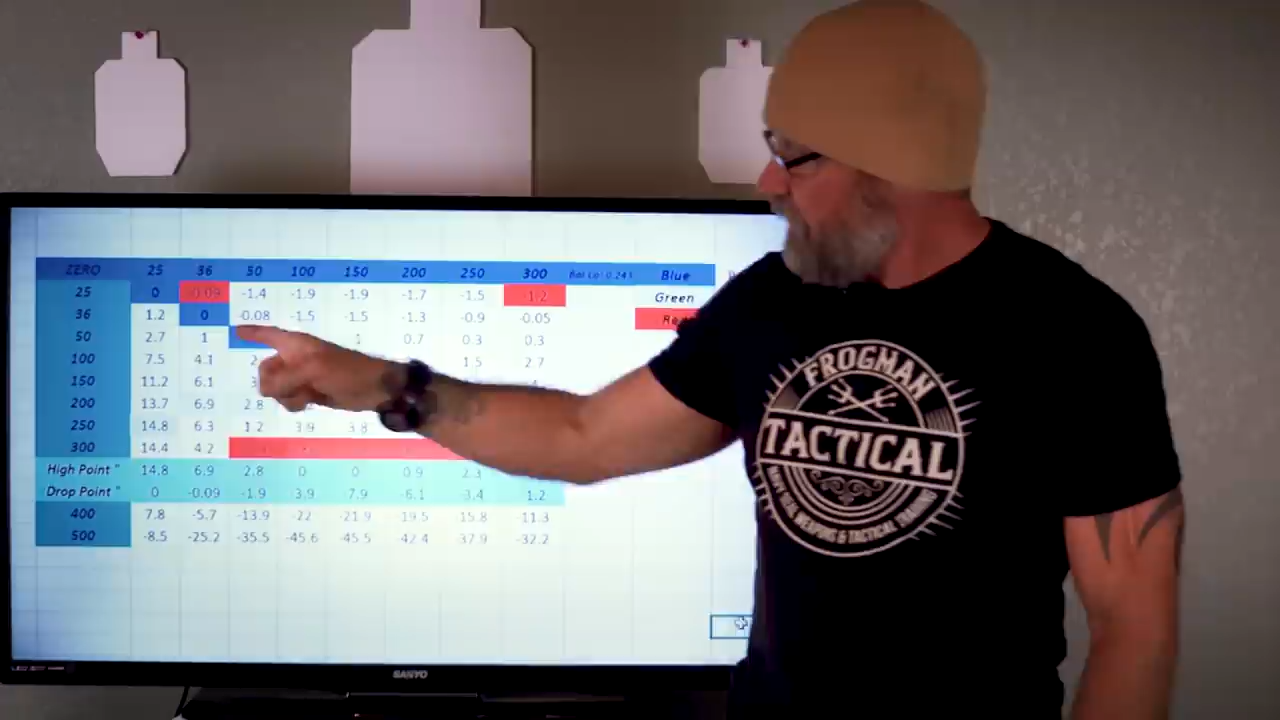 ZERO 25 36 50 100 150 200 250 300 Blue
25 0 -0.09 -1.4 -1.9 -1.9 -1.7 -1.5 -1.2 Green
36 1.2 0 -0.08 -1.5 -1.5 -1.3 -0.9 -0.05
50 2.7 1 1 0.7 0.3 0.3
100 7.5 4.1 1.5 2.7
150 11.2 6.1
200 13.7 6.9 2.8
250 14.8 6.3 1.2 3.9 3.8
300 14.4 4.2
High Point " 14.8 6.9 2.8 0 0 0.9 2.3
Drop Point " 0 -0.09 -1.9 3.9 7.9 -6.1 -3.4 1.2
400 7.8 -5.7 -13.9 -22 -21.9 19.5 15.8 11.3
500 -8.5 -25.2 -35.5 -45.6 -45.5 -42.4 -37.9 -32.2
SANYO
FROGMAN
TACTICAL
& TACTICAL TRAINING